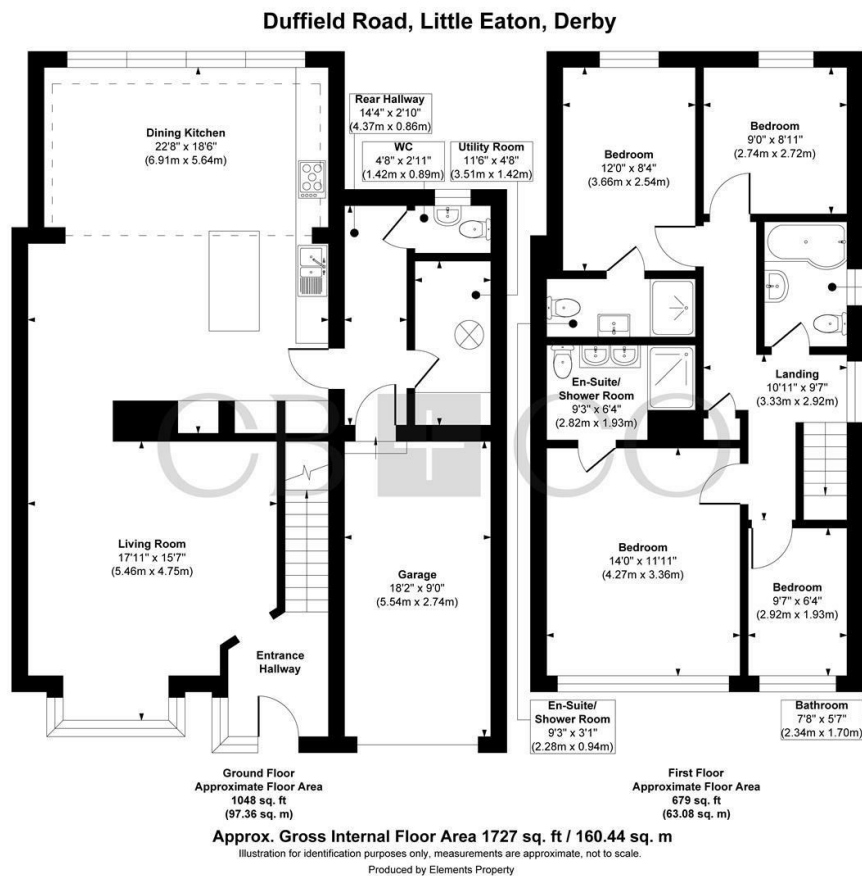 Duffield Road, Little Eaton, Derby
Dining Kitchen
22'8" x 18'6"
(6.91m x 5.64m)
Rear Hallway
14'4" x 2'10"
(4.37m x 0.86m)
WC
4'8" x 2'11"
(1.42m x 0.89m)
Utility Room
11'6" x 4'8"
(3.51m x 1.42m)
Living Room
17'11" x 15'7"
(5.46m x 4.75m)
Garage
18'2" x 9'0"
(5.54m x 2.74m)
Entrance
Hallway
Ground Floor
Approximate Floor Area
1048 sq. ft
(97.36 sq. m)
Bedroom
12'0" x 8'4"
(3.66m x 2.54m)
Bedroom
9'0" x 8'11"
(2.74m x 2.72m)
En-Suite/
Shower Room
9'3" x 6'4"
(2.82m x 1.93m)
Landing
10'11" x 9'7"
(3.33m x 2.92m)
Bedroom
14'0" x 11'11"
(4.27m x 3.36m)
Bedroom
9'7" x 6'4"
(2.92m x 1.93m)
En-Suite/
Shower Room
9'3" x 3'1"
(2.28m x 0.94m)
Bathroom
7'8" x 5'7"
(2.34m x 1.70m)
First Floor
Approximate Floor Area
679 sq. ft
(63.08 sq. m)
CB+CO
Approx. Gross Internal Floor Area 1727 sq. ft / 160.44 sq. m
Illustration for identification purposes only, measurements are approximate, not to scale.
Produced by Elements Property